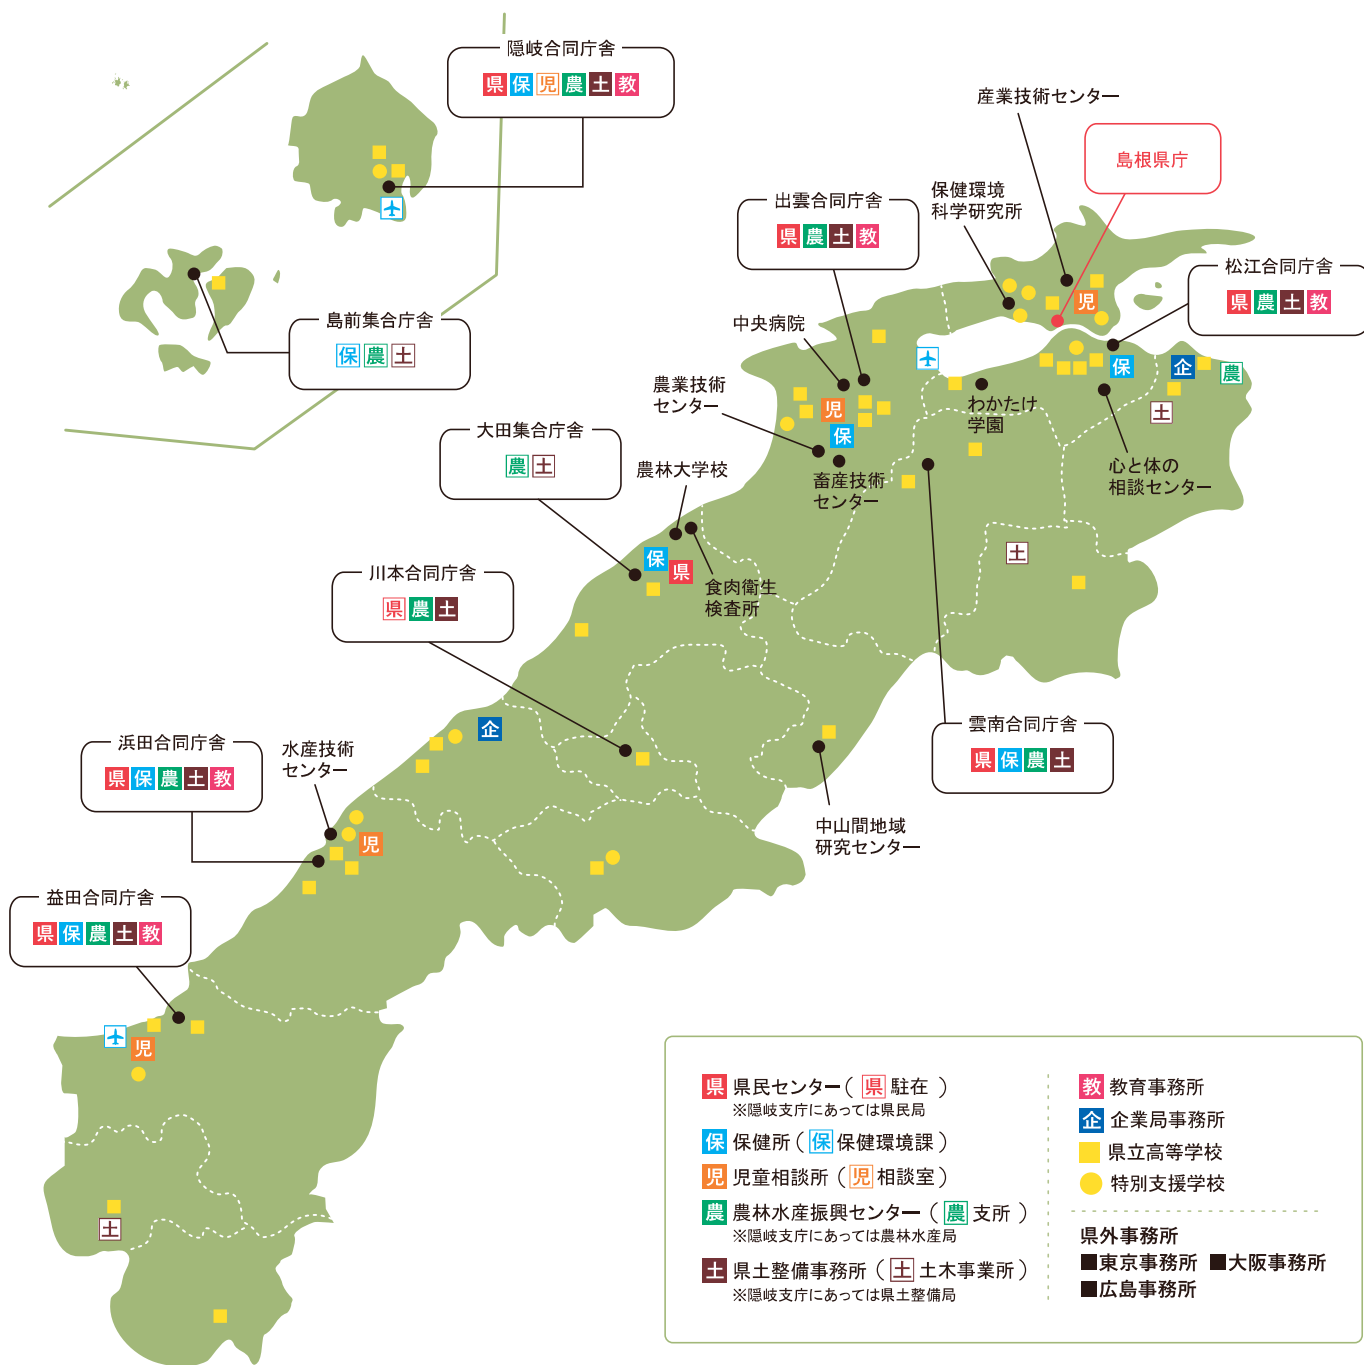 隠岐合同庁舎
県 保 児 農 土 教
産業技術センター
島根県庁
保健環境
科学研究所
出雲合同庁舎
県 農 土 教
松江合同庁舎
県 農 土 教
島前集合庁舎
保 農 土
中央病院
児
農業技術
センター
児
保
保
企
農
土
わかたけ
学園
心と体の
相談センター
畜産技術
センター
大田集合庁舎
農 土
農林大学校
保
県
食肉衛生
検査所
土
川本合同庁舎
県 農 土
雲南合同庁舎
県 保 農 土
企
浜田合同庁舎
県 保 農 土 教
水産技術
センター
児
中山間地域
研究センター
益田合同庁舎
県 保 農 土 教
児
土
県 県民センター（ 県 駐在 ）
※隠岐支庁にあっては県民局
保 保健所（ 保 保健環境課 ）
児 児童相談所（ 児 相談室 ）
農 農林水産振興センター（ 農 支所 ）
※隠岐支庁にあっては農林水産局
土 県土整備事務所（ 土 土木事業所 ）
※隠岐支庁にあっては県土整備局
教 教育事務所
企 企業局事務所
県立高等学校
特別支援学校
県外事務所
■東京事務所 ■大阪事務所
■広島事務所